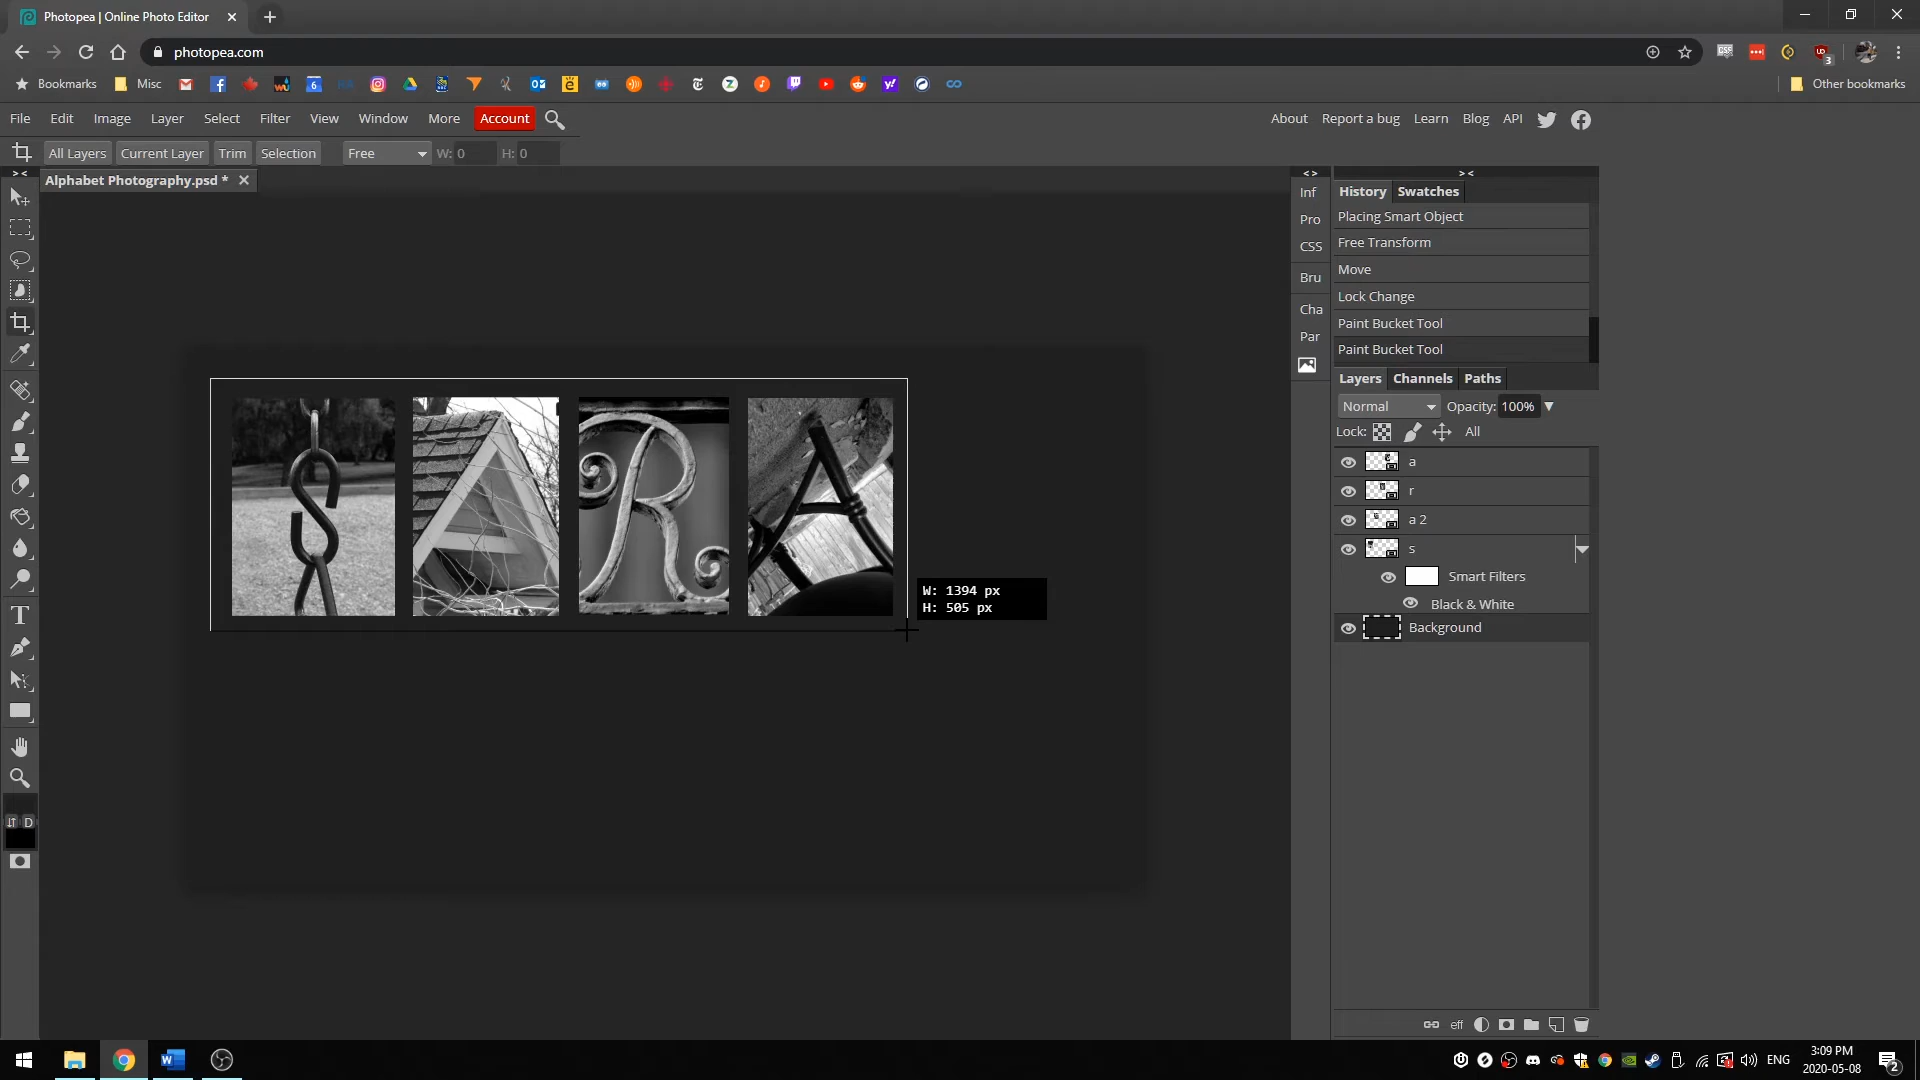 Photopea | Online Photo Editor
photopea.com
Bookmarks Misc Other bookmarks
File Edit Image Layer Select Filter View Window More Account About Report a bug Learn Blog API
All Layers Current Layer Trim Selection Free W: 0 H: 0
Alphabet Photography.psd *
Inf
Pro
CSS
Bru
Cha
Par
History Swatches
Placing Smart Object
Free Transform
Move
Lock Change
Paint Bucket Tool
Paint Bucket Tool
Layers Channels Paths
Normal Opacity: 100%
Lock: All
a
r
a 2
s
Smart Filters
Black & White
Background
W: 1394 px
H: 505 px
D
eff
ENG
3:09 PM
2020-05-08
2